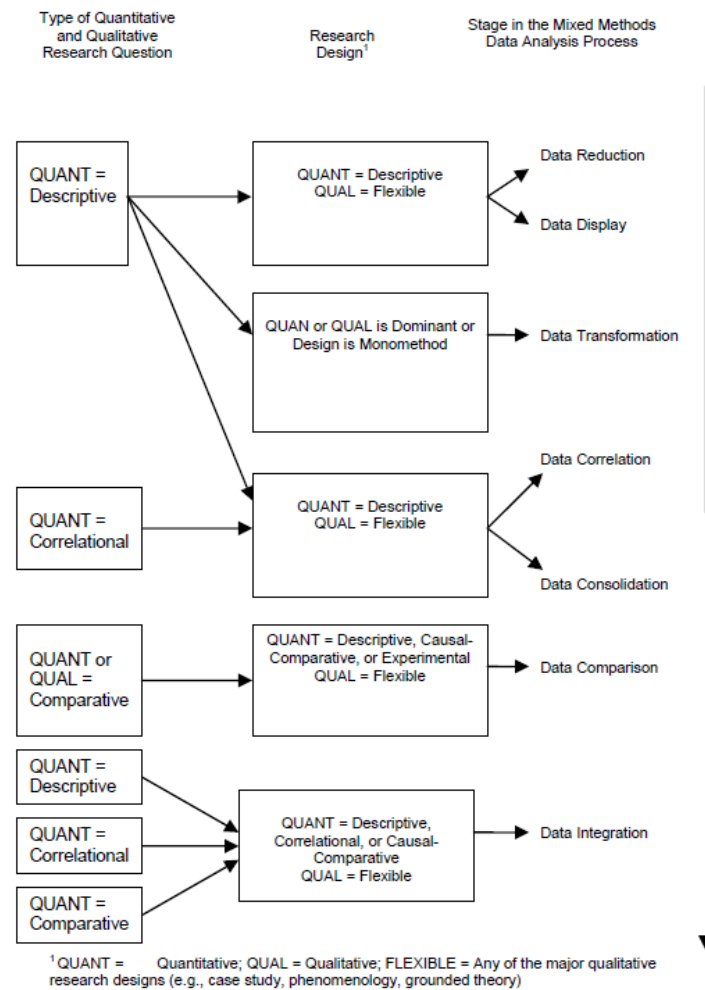 Type of Quantitative
and Qualitative
Research Question
Research
Design¹
Stage in the Mixed Methods
Data Analysis Process
QUANT =
Descriptive
QUANT = Descriptive
QUAL = Flexible
Data Reduction
Data Display
QUAN or QUAL is Dominant or
Design is Monomethod
Data Transformation
QUANT =
Correlational
QUANT = Descriptive
QUAL = Flexible
Data Correlation
Data Consolidation
QUANT or
QUAL =
Comparative
QUANT = Descriptive, Causal-
Comparative, or Experimental
QUAL = Flexible
Data Comparison
QUANT =
Descriptive
QUANT =
Correlational
QUANT =
Comparative
QUANT = Descriptive,
Correlational, or Causal-
Comparative
QUAL = Flexible
Data Integration
¹ QUANT = Quantitative; QUAL = Qualitative; FLEXIBLE = Any of the major qualitative
research designs (e.g., case study, phenomenology, grounded theory)